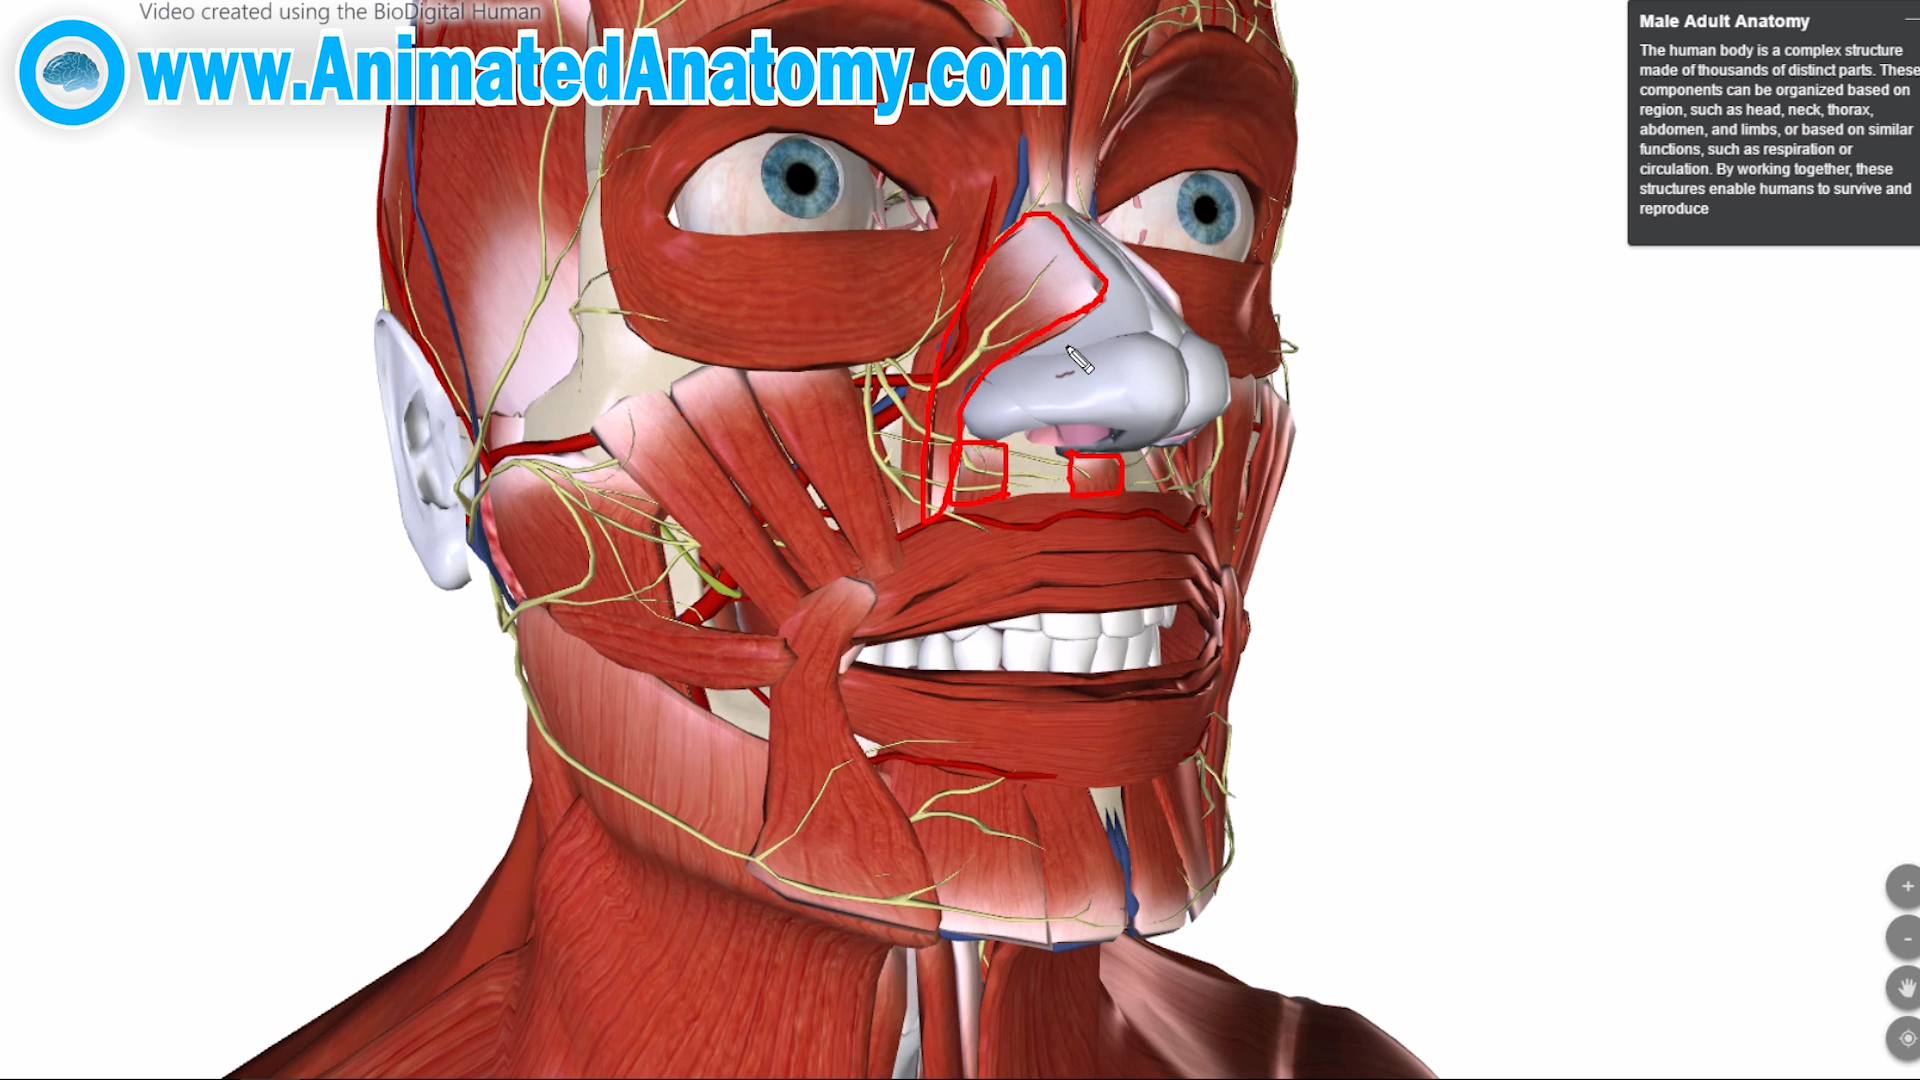 Video created using the BioDigital Human
www.AnimatedAnatomy.com
Male Adult Anatomy
The human body is a complex structure
made of thousands of distinct parts. These
components can be organized based on
region, such as head, neck, thorax,
abdomen, and limbs, or based on similar
functions, such as respiration or
circulation. By working together, these
structures enable humans to survive and
reproduce